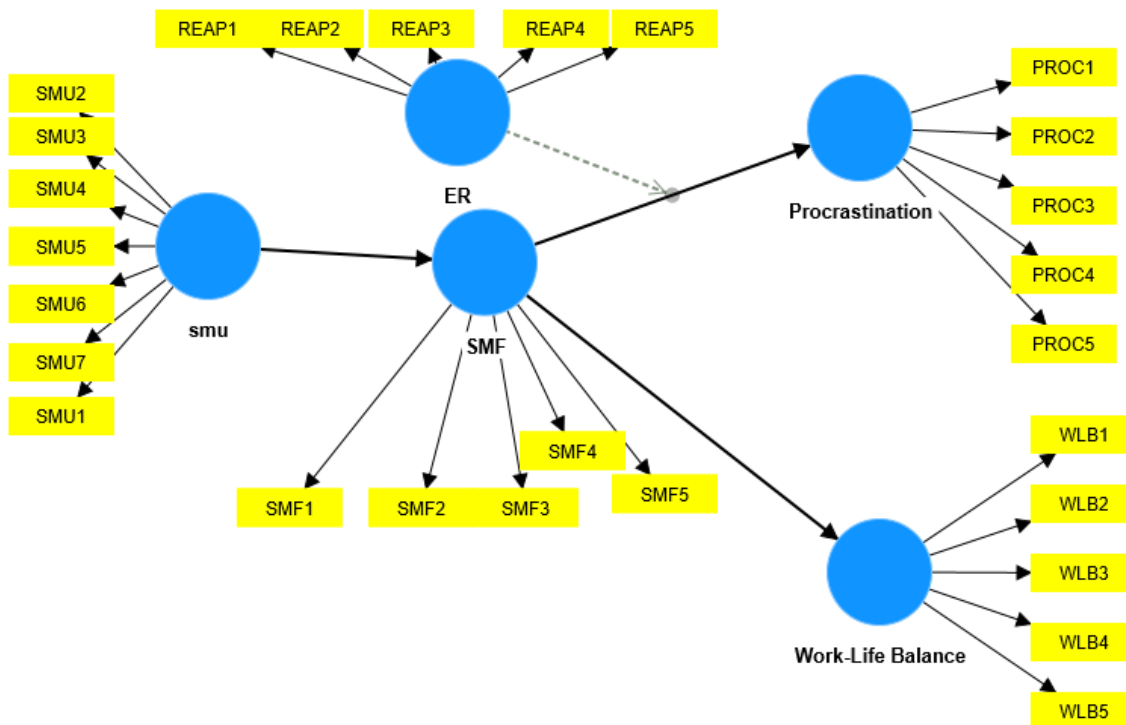 REAP1
REAP2
REAP3
REAP4
REAP5
SMU2
SMU3
SMU4
SMU5
SMU6
SMU7
SMU1
smu
ER
SMF
SMF1
SMF2
SMF3
SMF4
SMF5
Procrastination
PROC1
PROC2
PROC3
PROC4
PROC5
Work-Life Balance
WLB1
WLB2
WLB3
WLB4
WLB5